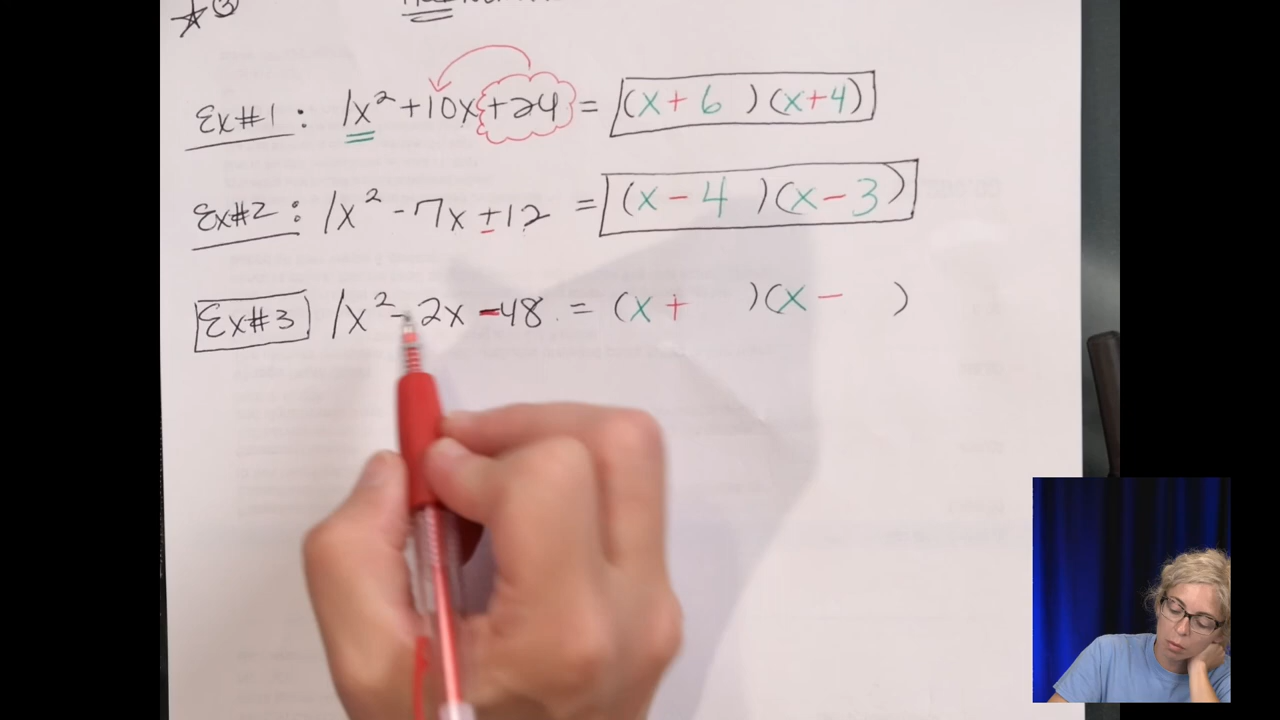 3
Ex#1: 1x² +10x +24 = (x + 6 )(x+4)
Ex#2: 1x² - 7x + 12 = (x - 4 )(x - 3)
Ex#3 1x² - 2x - 48 = (x + )(x - )